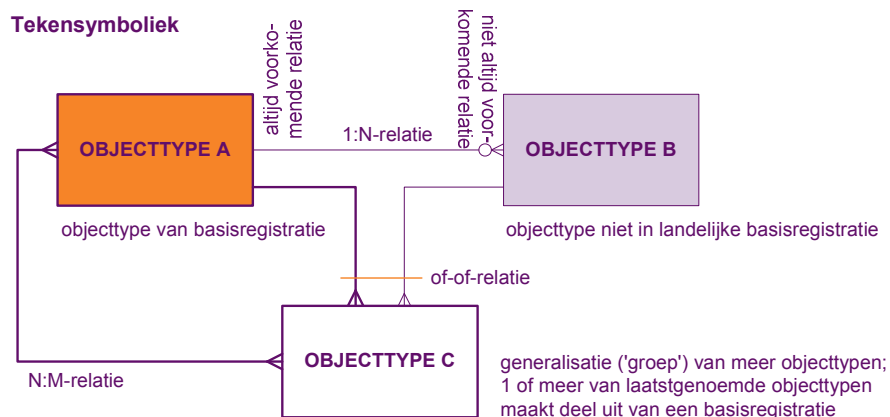 Tekensymboliek
altijd voorko-
mende relatie
niet altijd voor-
komende relatie
1:N-relatie
OBJECTTYPE A
OBJECTTYPE B
objecttype van basisregistratie
objecttype niet in landelijke basisregistratie
of-of-relatie
OBJECTTYPE C
N:M-relatie
generalisatie ('groep') van meer objecttypen;
1 of meer van laatstgenoemde objecttypen
maakt deel uit van een basisregistratie